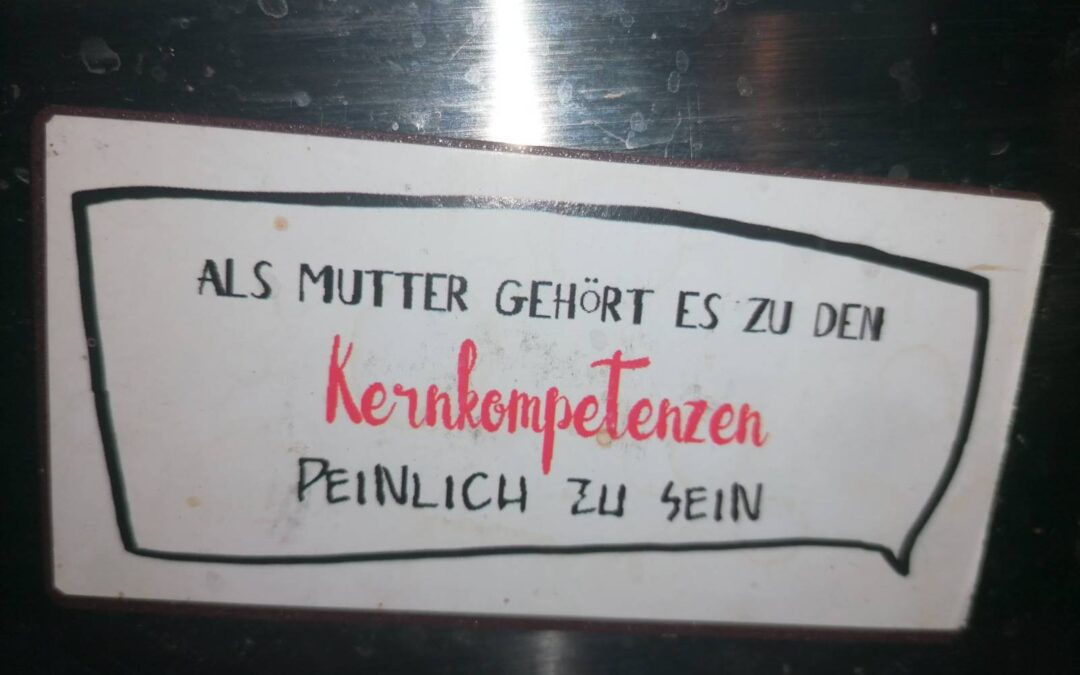 ALS MUTTER GEHÖRT ES ZU DEN
Kernkompetenzen
PEINLICH ZU SEIN